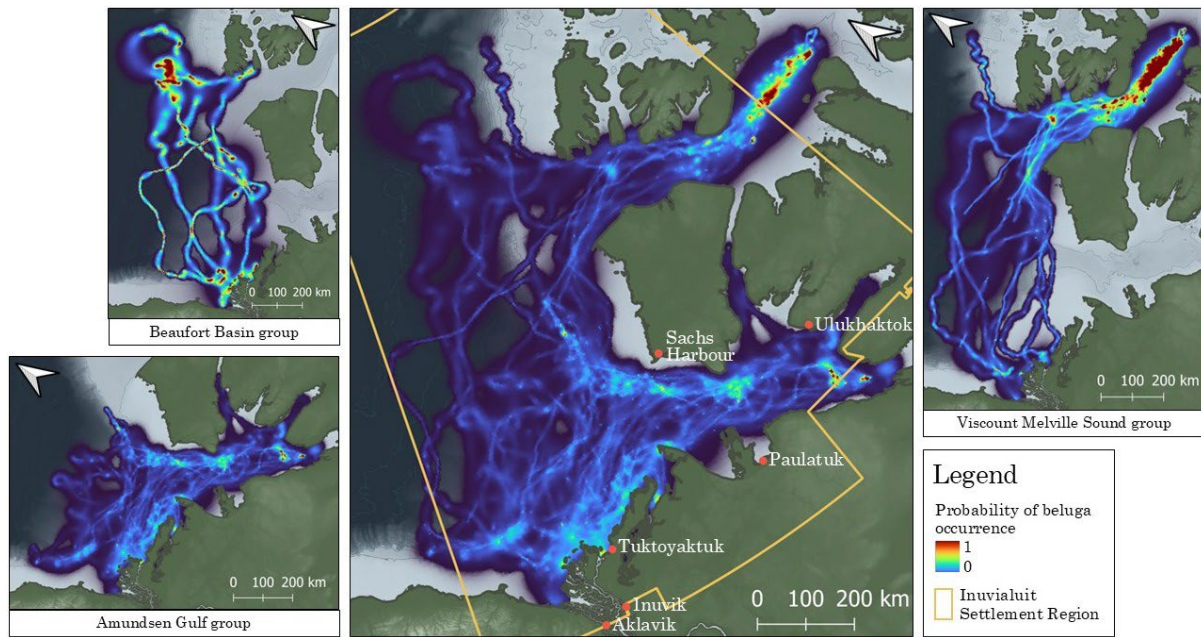 0 100 200 km
Beaufort Basin group
0 100 200 km
Amundsen Gulf group
Sachs
Harbour
Ulukhaktok
Paulatuk
Tuktoyaktuk
Inuvik
Aklavik
0 100 200 km
0 100 200 km
Viscount Melville Sound group
Legend
Probability of beluga
occurrence
1
0
Inuvialuit
Settlement Region